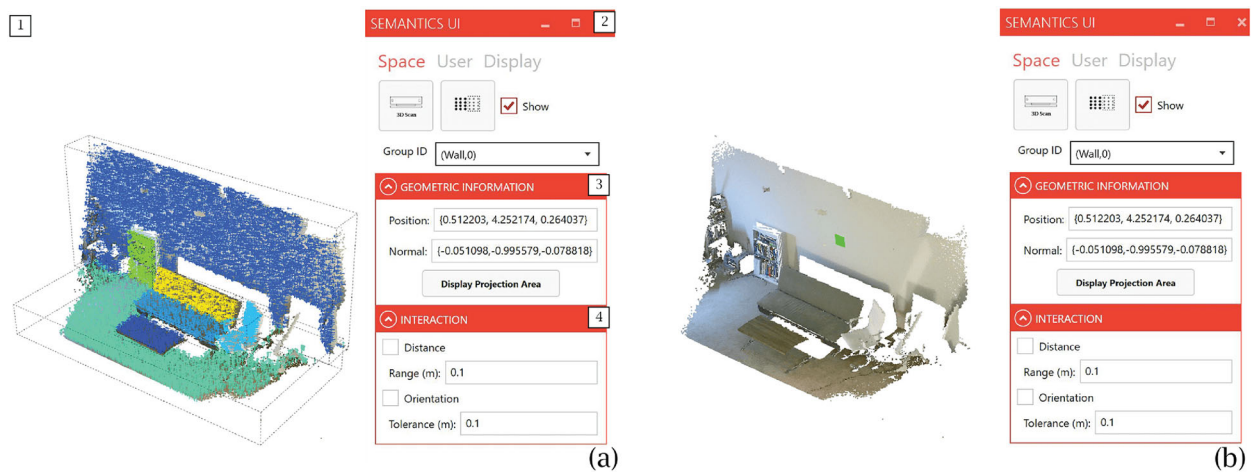 1
SEMANTICS UI 2
Space User Display
3D Scan
Show
Group ID (Wall,0)
GEOMETRIC INFORMATION 3
Position: {0.512203, 4.252174, 0.264037}
Normal: {-0.051098,-0.995579,-0.078818}
Display Projection Area
INTERACTION 4
Distance
Range (m): 0.1
Orientation
Tolerance (m): 0.1
(a)
SEMANTICS UI
Space User Display
3D Scan
Show
Group ID (Wall,0)
GEOMETRIC INFORMATION
Position: {0.512203, 4.252174, 0.264037}
Normal: {-0.051098,-0.995579,-0.078818}
Display Projection Area
INTERACTION
Distance
Range (m): 0.1
Orientation
Tolerance (m): 0.1
(b)